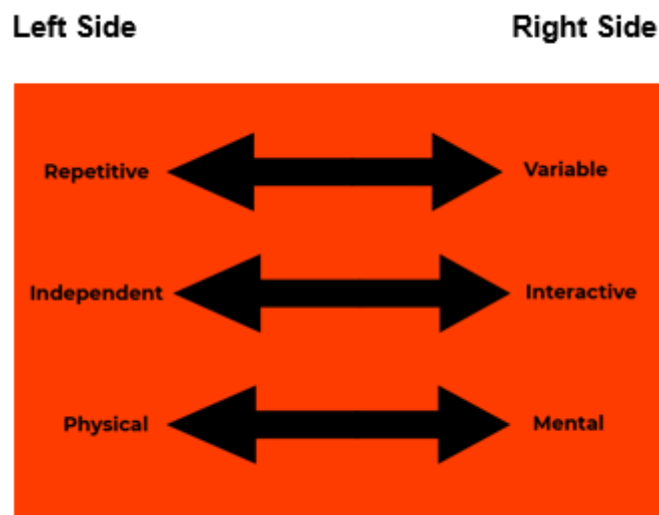 Left Side Right Side
Repetitive Variable
Independent Interactive
Physical Mental